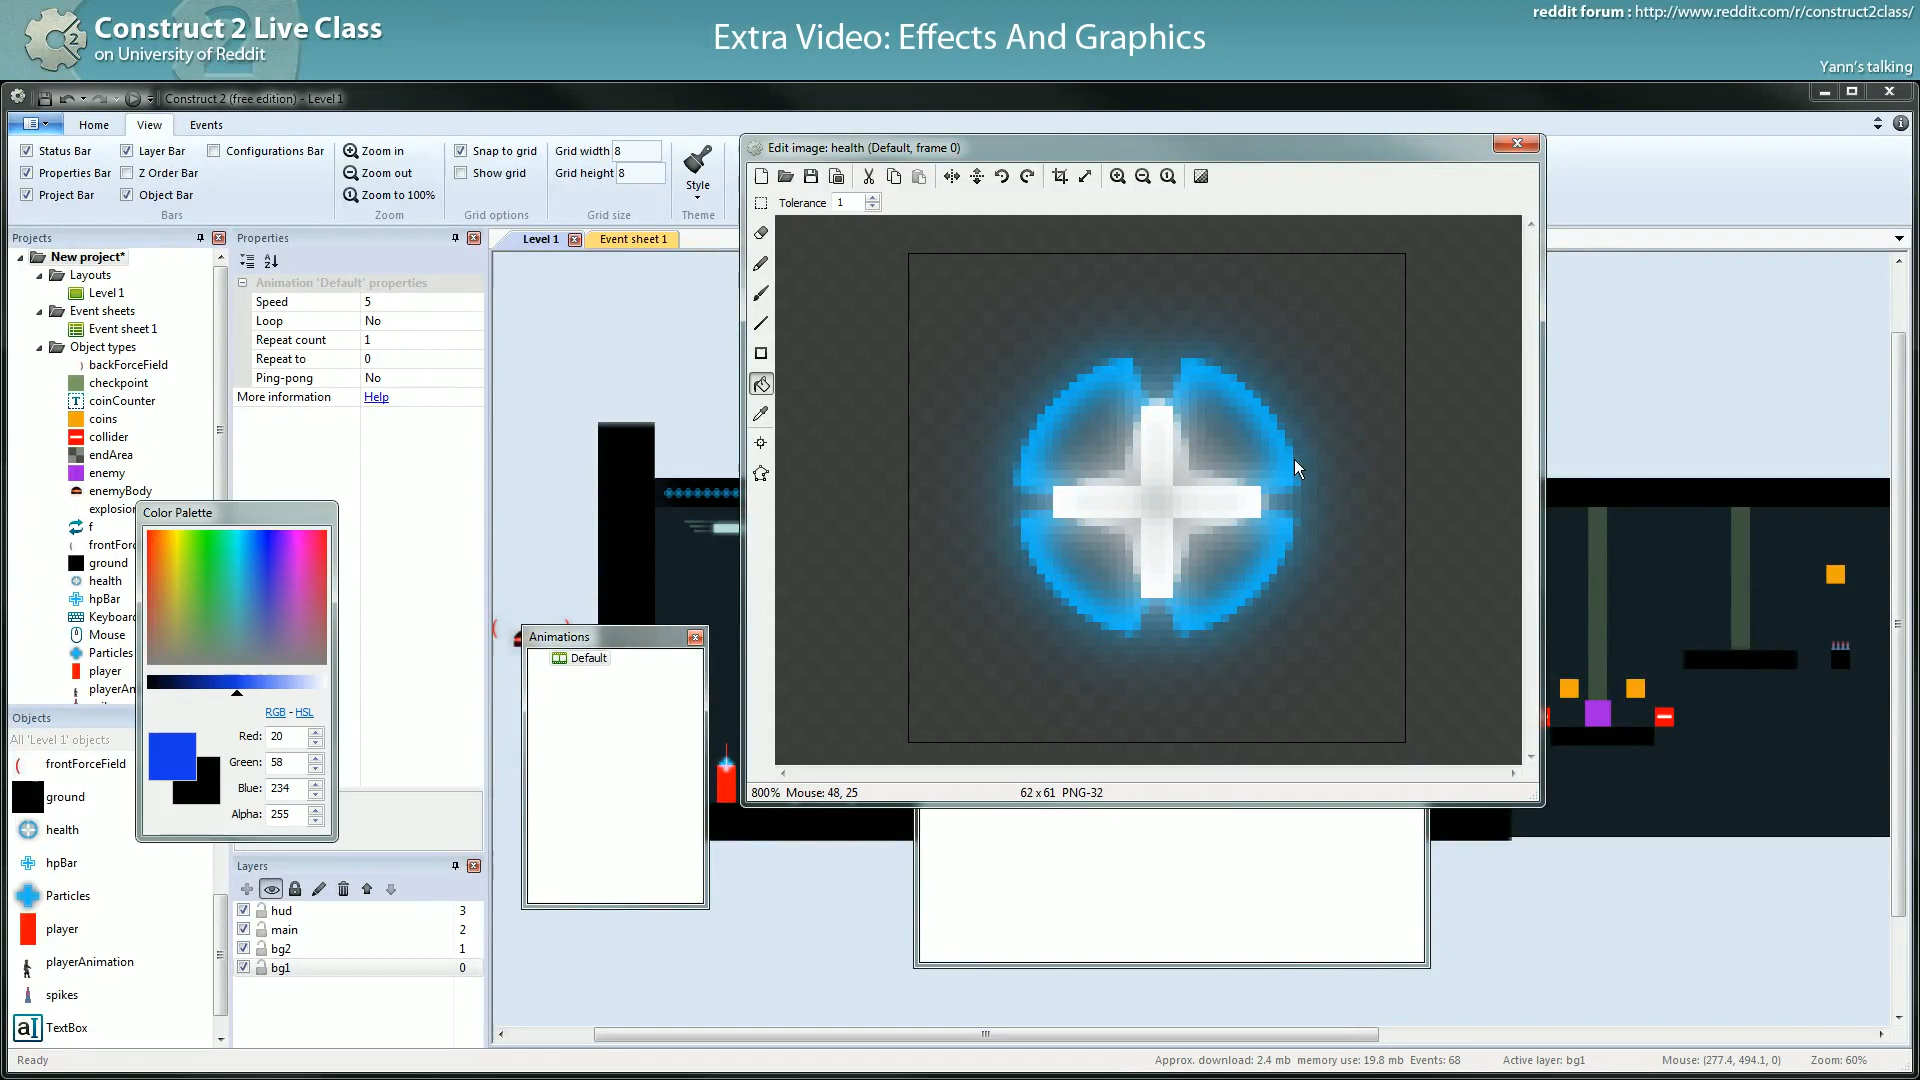 Construct 2 Live Class
on University of Reddit
Extra Video: Effects And Graphics
reddit forum : http://www.reddit.com/r/construct2class/
Yann's talking
Construct 2 (free edition) - Level 1
Home View Events
Status Bar Layer Bar Configurations Bar
Properties Bar Z Order Bar
Project Bar Object Bar
Bars
Zoom in
Zoom out
Zoom to 100%
Zoom
Snap to grid
Show grid
Grid options
Grid width 8
Grid height 8
Grid size
Style
Theme
Projects
New project*
Layouts
Level 1
Event sheets
Event sheet 1
Object types
backForceField
checkpoint
coinCounter
coins
collider
endArea
enemy
enemyBody
explosion
f
frontForc
ground
health
hpBar
Keyboard
Mouse
Particles
player
playerAn
Properties
Animation 'Default' properties
Speed 5
Loop No
Repeat count 1
Repeat to 0
Ping-pong No
More information Help
Level 1 Event sheet 1
Color Palette
RGB - HSL
Red: 20
Green: 58
Blue: 234
Alpha: 255
Objects
All 'Level 1' objects
frontForceField
ground
health
hpBar
Particles
player
playerAnimation
spikes
TextBox
Layers
hud 3
main 2
bg2 1
bg1 0
Animations
Default
Edit image: health (Default, frame 0)
Tolerance 1
800% Mouse: 48, 25 62 x 61 PNG-32
Ready
Approx. download: 2.4 mb memory use: 19.8 mb Events: 68 Active layer: bg1 Mouse: (277.4, 494.1, 0) Zoom: 60%